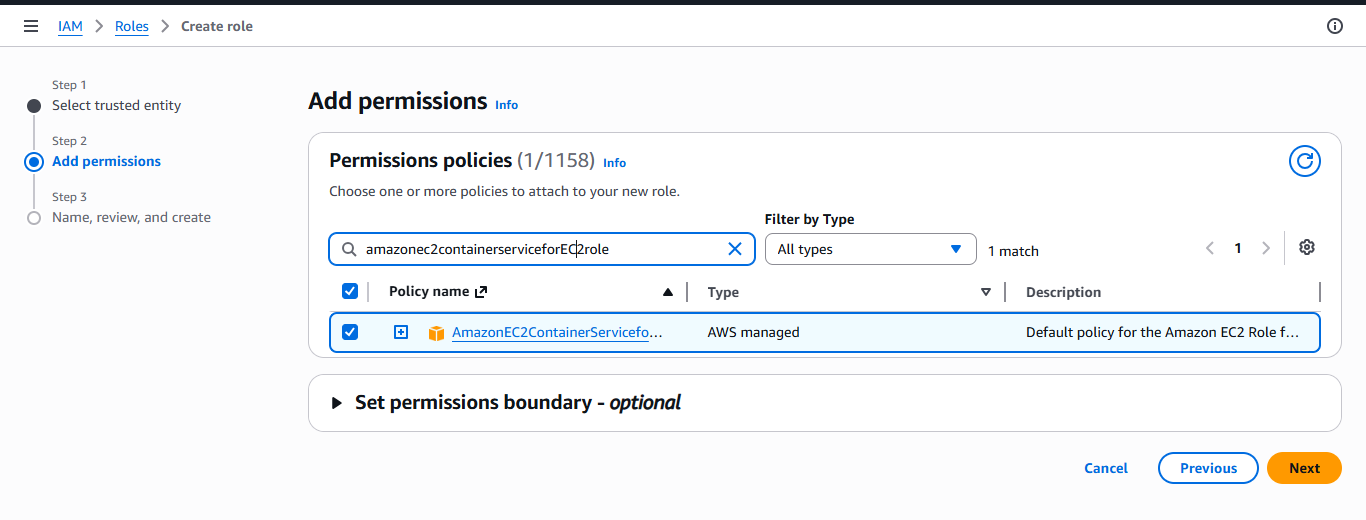 IAM > Roles > Create role
Step 1
Select trusted entity
Step 2
Add permissions
Step 3
Name, review, and create
Add permissions Info
Permissions policies (1/1158) Info
Choose one or more policies to attach to your new role.
Filter by Type
amazonec2containerserviceforEC2role
All types
1 match
1
Policy name
Type
Description
AmazonEC2ContainerServicefo...
AWS managed
Default policy for the Amazon EC2 Role f...
Set permissions boundary - optional
Cancel
Previous
Next